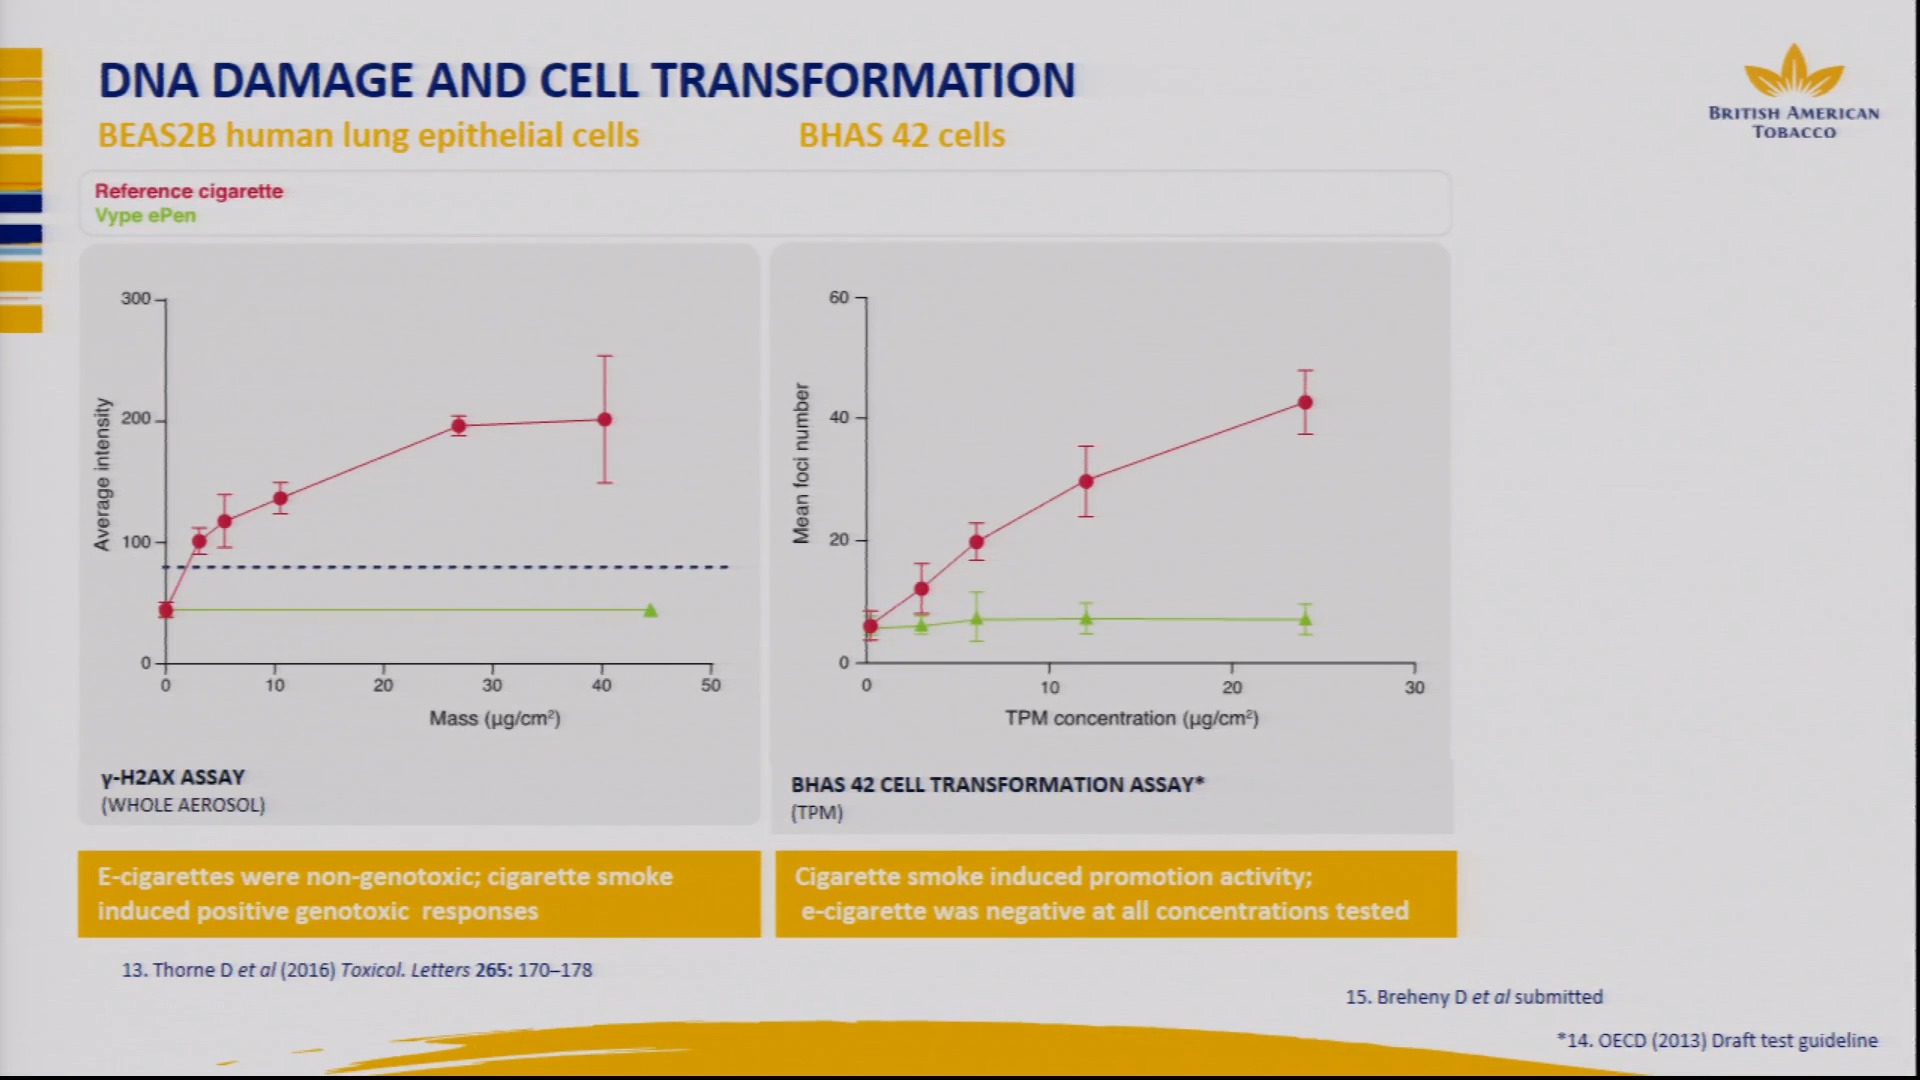 DNA DAMAGE AND CELL TRANSFORMATION
BEAS2B human lung epithelial cells
BHAS 42 cells
BRITISH AMERICAN
TOBACCO
Reference cigarette
Vype ePen
300
200
100
0
Average intensity
0 10 20 30 40 50
Mass (µg/cm²)
γ-H2AX ASSAY
(WHOLE AEROSOL)
60
40
20
0
Mean foci number
0 10 20 30
TPM concentration (µg/cm²)
BHAS 42 CELL TRANSFORMATION ASSAY*
(TPM)
E-cigarettes were non-genotoxic; cigarette smoke
induced positive genotoxic responses
Cigarette smoke induced promotion activity;
e-cigarette was negative at all concentrations tested
13. Thorne D et al (2016) Toxicol. Letters 265: 170–178
15. Breheny D et al submitted
*14. OECD (2013) Draft test guideline